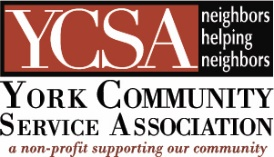 YCSA
neighbors
helping
neighbors
YORK COMMUNITY
SERVICE ASSOCIATION
a non-profit supporting our community